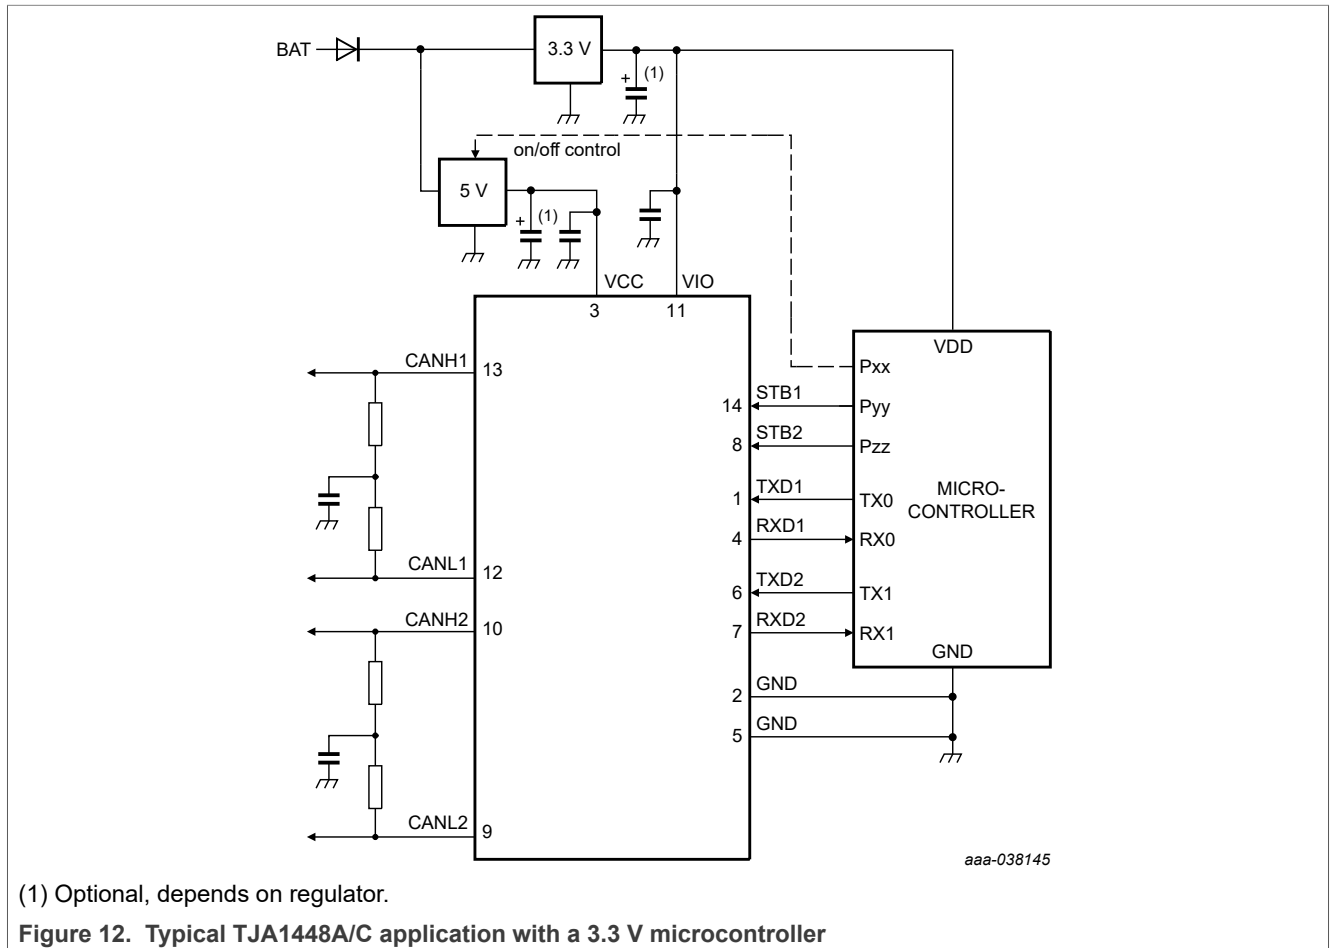 BAT
3.3 V
+ (1)
on/off control
5 V
+ (1)
VCC
VIO
3
11
CANH1
13
VDD
Pxx
14
STB1
Pyy
8
STB2
Pzz
1
TXD1
TX0
MICRO-
CONTROLLER
4
RXD1
RX0
CANL1
12
6
TXD2
TX1
CANH2
10
7
RXD2
RX1
GND
2
GND
5
GND
CANL2
9
aaa-038145
(1) Optional, depends on regulator.
Figure 12. Typical TJA1448A/C application with a 3.3 V microcontroller